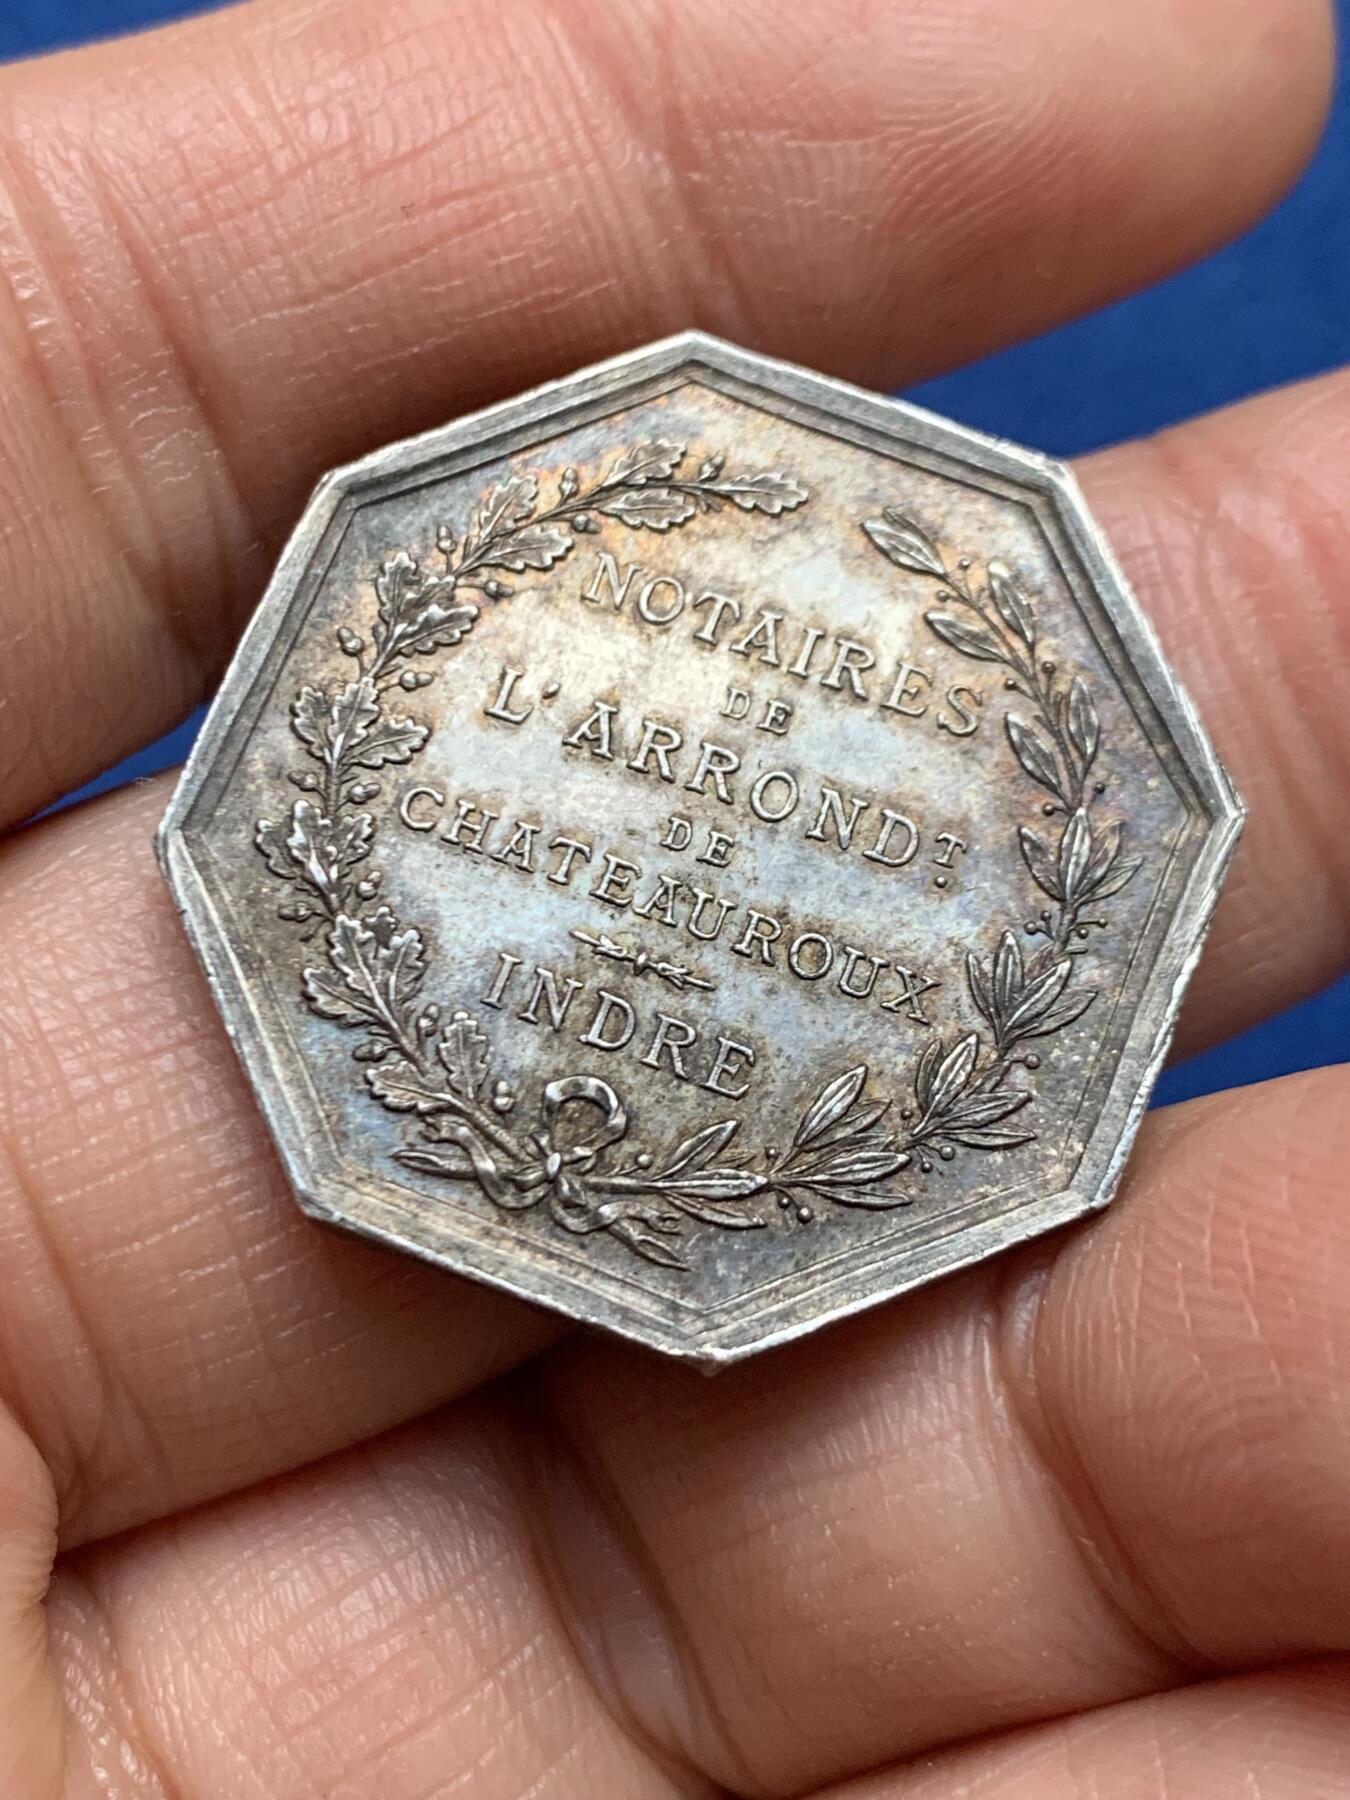 NOTAIRES
DE
L'ARROND.T
DE
CHATEAUROUX
INDRE